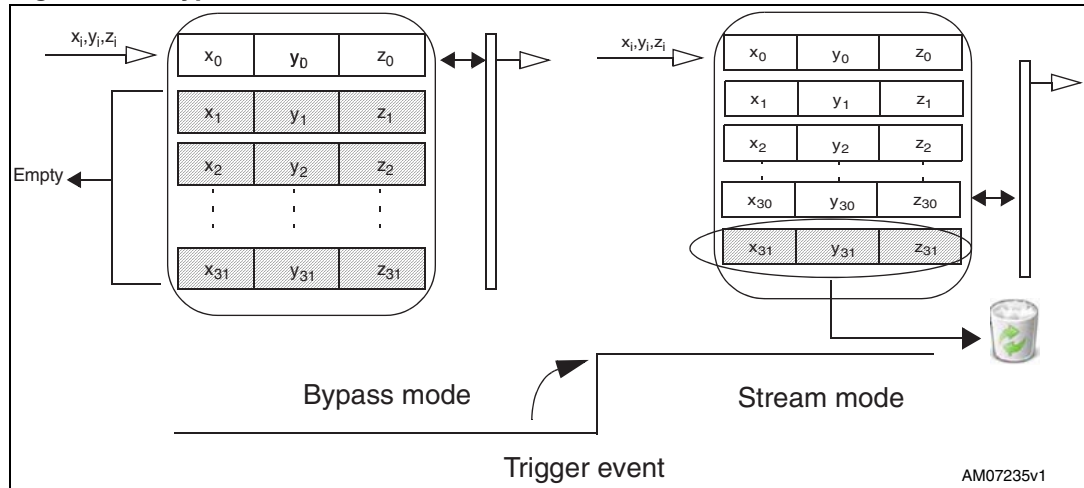 xi,yi,zi
x0 y0 z0
x1 y1 z1
x2 y2 z2
x31 y31 z31
Empty
xi,yi,zi
x0 y0 z0
x1 y1 z1
x2 y2 z2
x30 y30 z30
x31 y31 z31
Bypass mode
Stream mode
Trigger event
AM07235v1